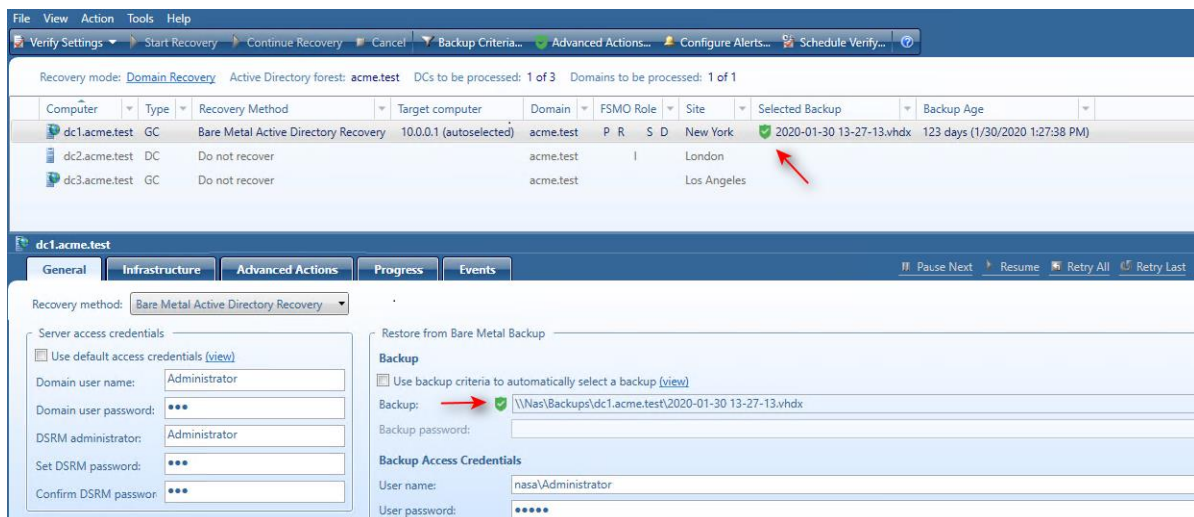 File View Action Tools Help
Verify Settings Start Recovery Continue Recovery Cancel Backup Criteria... Advanced Actions... Configure Alerts... Schedule Verify...
Recovery mode: Domain Recovery Active Directory forest: acme.test DCs to be processed: 1 of 3 Domains to be processed: 1 of 1
Computer Type Recovery Method Target computer Domain FSMO Role Site Selected Backup Backup Age
dc1.acme.test GC Bare Metal Active Directory Recovery 10.0.0.1 (autoselected) acme.test P R S D New York 2020-01-30 13-27-13.vhdx 123 days (1/30/2020 1:27:38 PM)
dc2.acme.test DC Do not recover acme.test I London
dc3.acme.test GC Do not recover acme.test Los Angeles
dc1.acme.test
General Infrastructure Advanced Actions Progress Events Pause Next Resume Retry All Retry Last
Recovery method: Bare Metal Active Directory Recovery
Server access credentials Restore from Bare Metal Backup
Use default access credentials (view) Backup
Domain user name: Administrator Use backup criteria to automatically select a backup (view)
Domain user password: ●●● Backup: \\Nas\Backups\dc1.acme.test\2020-01-30 13-27-13.vhdx
DSRM administrator: Administrator Backup password:
Set DSRM password: ●●● Backup Access Credentials
Confirm DSRM passwor ●●● User name: nasa\Administrator
User password: ●●●●●